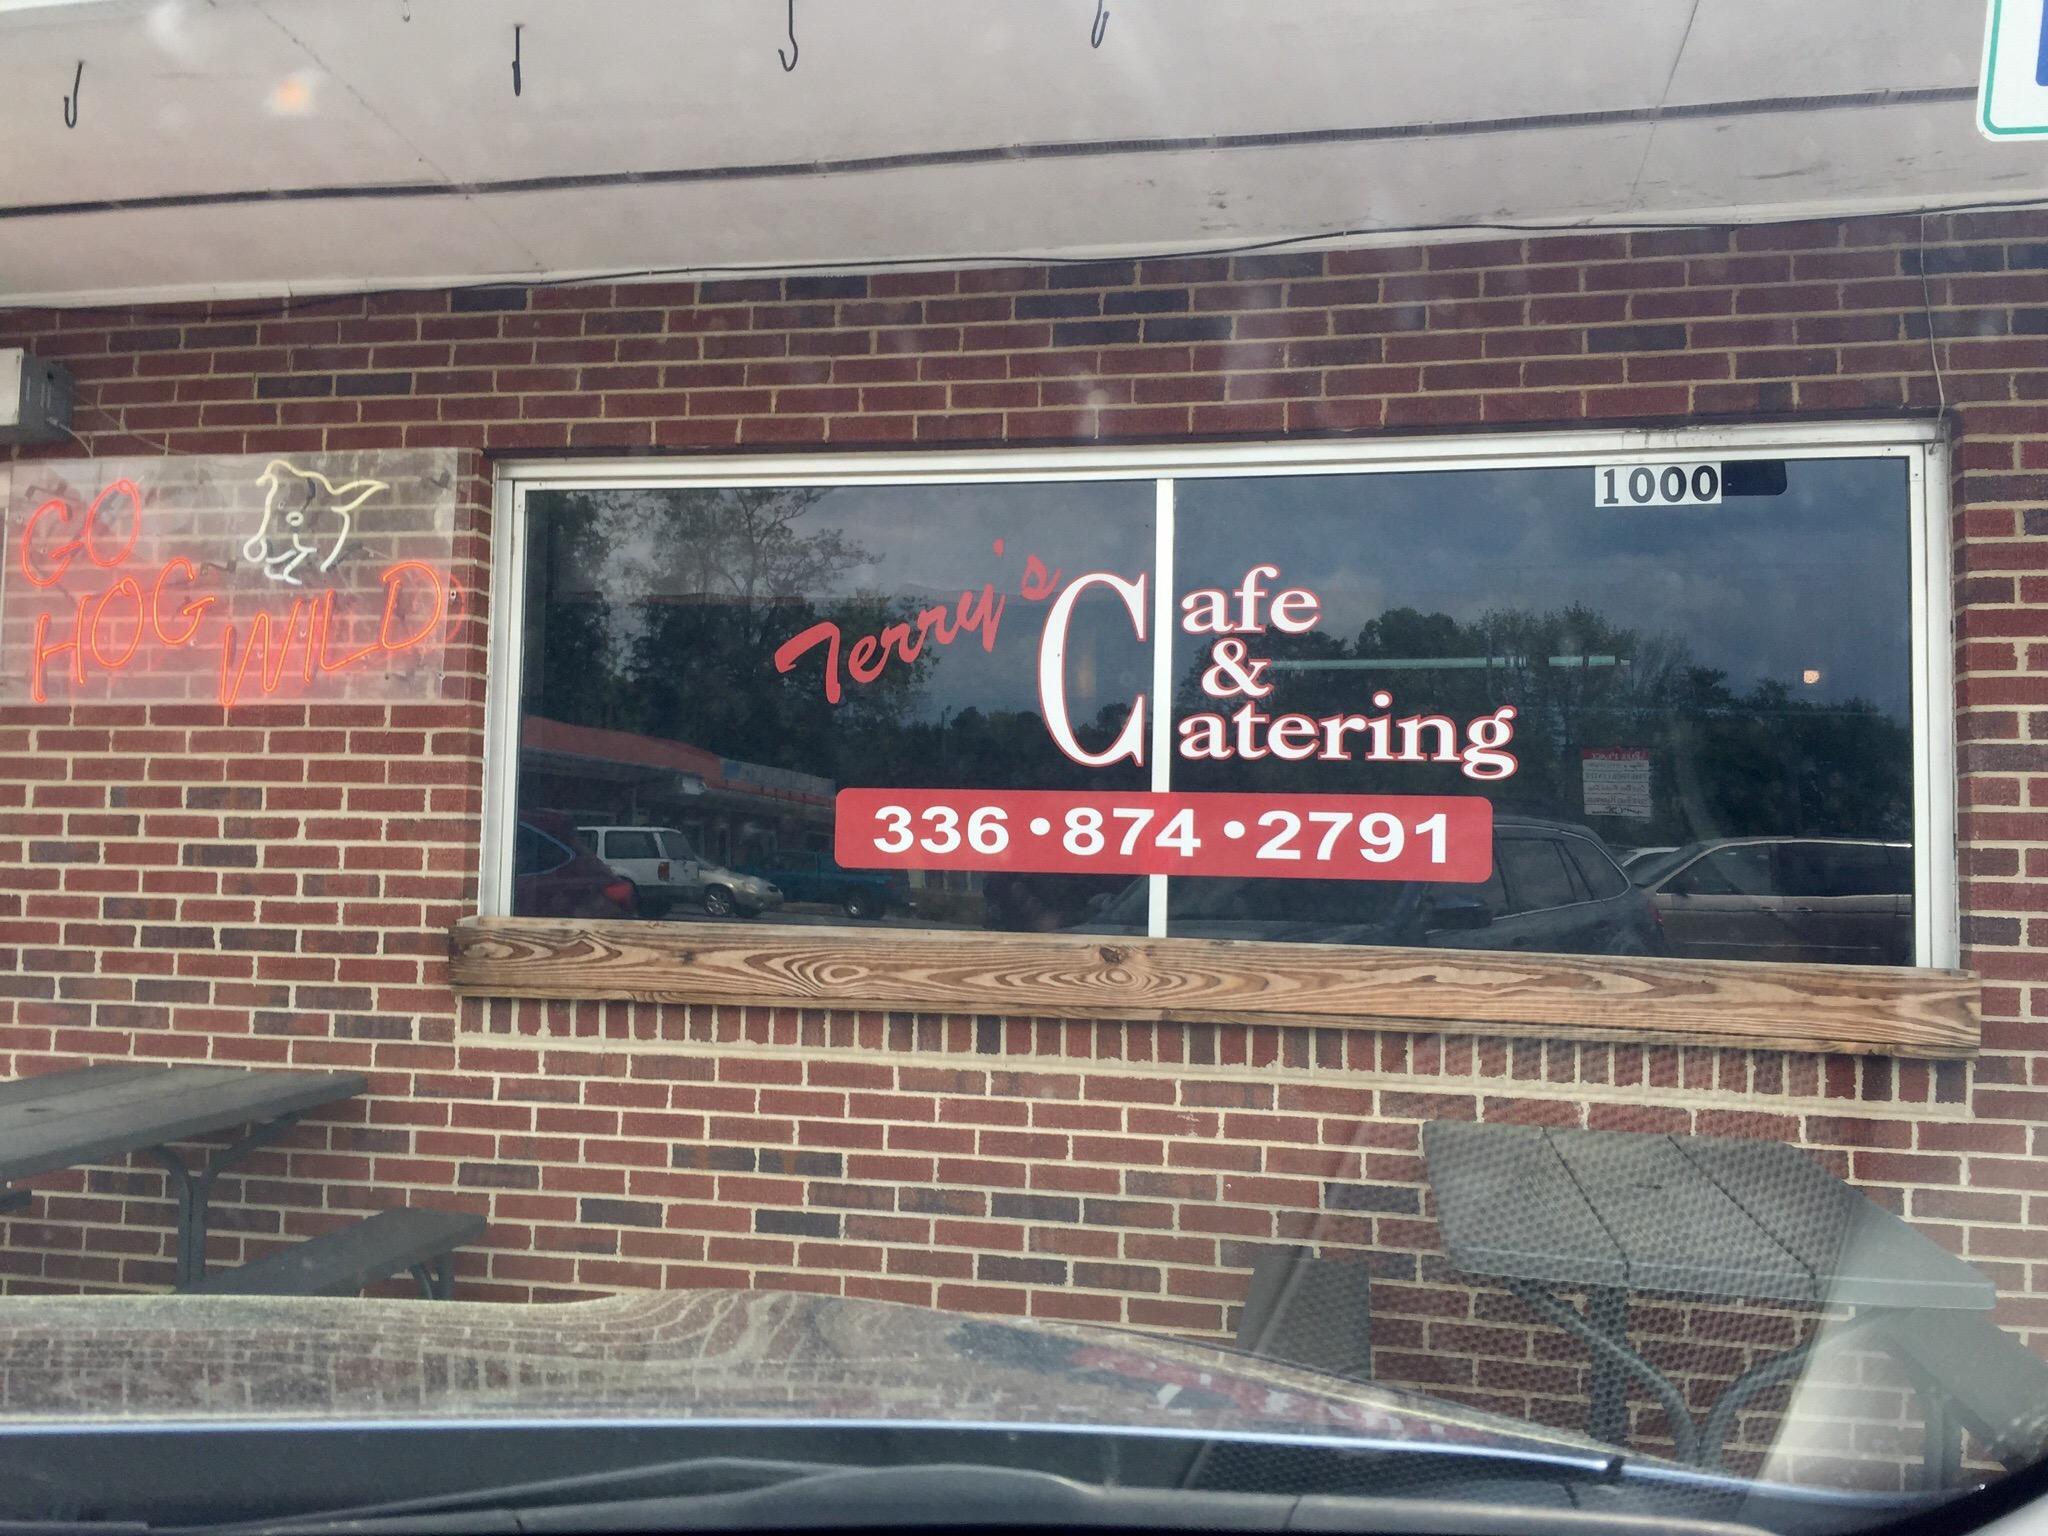 GO
HOG WILD
1000
Terry's
Cafe
&
Catering
336•874•2791